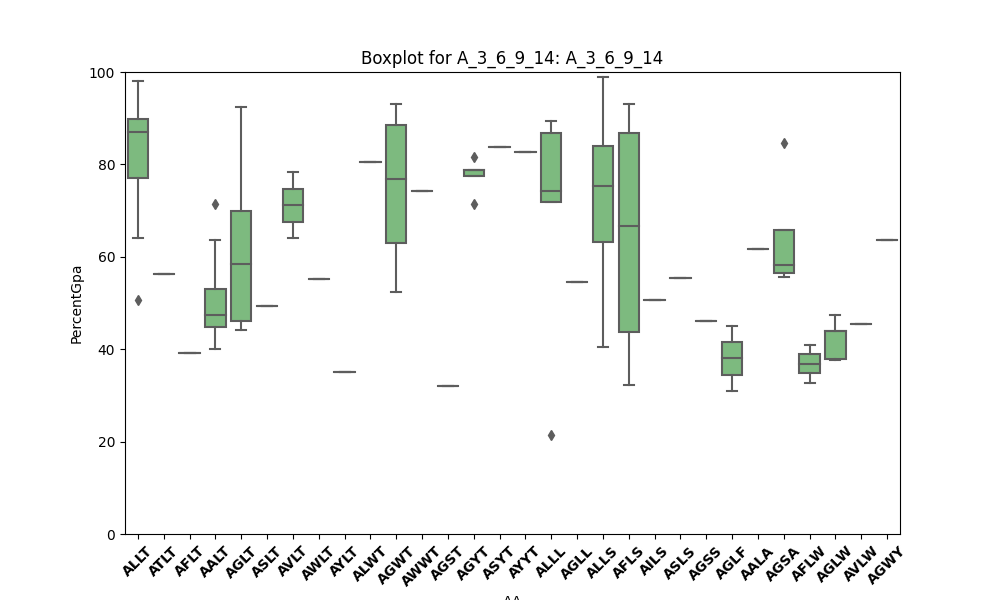 Boxplot for A_3_6_9_14: A_3_6_9_14
100
80
60
40
20
0
PercentGpa
ALLT ATLT AFLT AALT AGLT ASLT AVLT AWLT AYLT ALWT AGWT AWWT AGST AGYT ASYT AYYT ALLL AGLL ALLS AFLS AILS ASLS AGSS AGLF AALA AGSA AFLW AGLW AVLW AGWY
AA